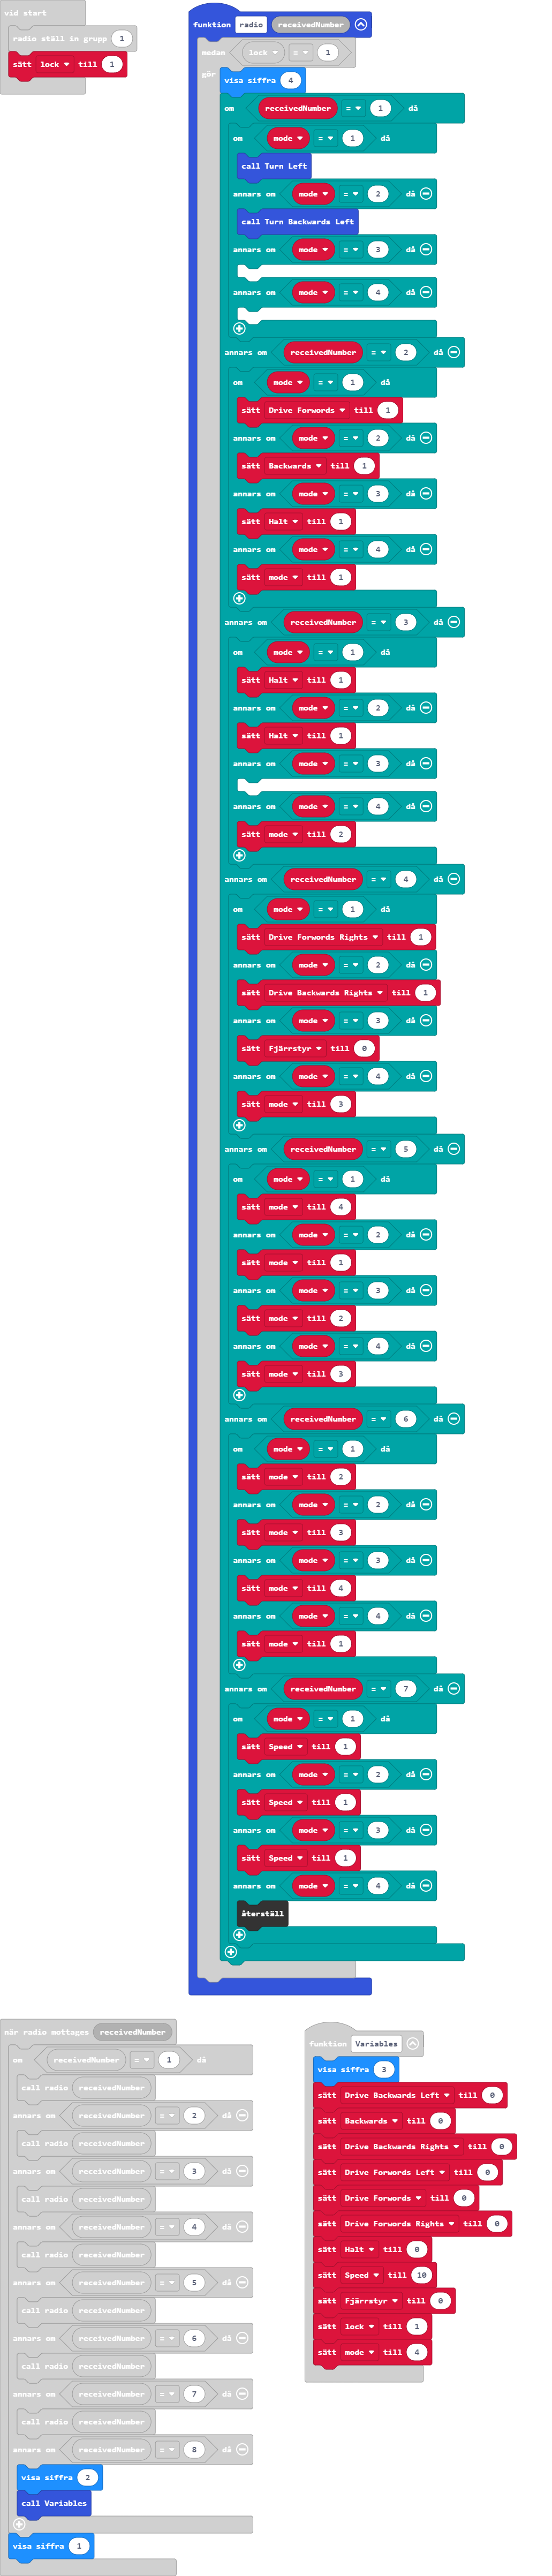 vid start
radio ställ in grupp 1
sätt lock till 1
funktion radio receivedNumber
medan lock = 1
gör
visa siffra 4
om receivedNumber = 1 då
om mode = 1 då
call Turn Left
annars om mode = 2 då
call Turn Backwards Left
annars om mode = 3 då
annars om mode = 4 då
annars om receivedNumber = 2 då
om mode = 1 då
sätt Drive Forwords till 1
annars om mode = 2 då
sätt Backwards till 1
annars om mode = 3 då
sätt Halt till 1
annars om mode = 4 då
sätt mode till 1
annars om receivedNumber = 3 då
om mode = 1 då
sätt Halt till 1
annars om mode = 2 då
sätt Halt till 1
annars om mode = 3 då
annars om mode = 4 då
sätt mode till 2
annars om receivedNumber = 4 då
om mode = 1 då
sätt Drive Forwords Rights till 1
annars om mode = 2 då
sätt Drive Backwards Rights till 1
annars om mode = 3 då
sätt Fjärrstyr till 0
annars om mode = 4 då
sätt mode till 3
annars om receivedNumber = 5 då
om mode = 1 då
sätt mode till 4
annars om mode = 2 då
sätt mode till 1
annars om mode = 3 då
sätt mode till 2
annars om mode = 4 då
sätt mode till 3
annars om receivedNumber = 6 då
om mode = 1 då
sätt mode till 2
annars om mode = 2 då
sätt mode till 3
annars om mode = 3 då
sätt mode till 4
annars om mode = 4 då
sätt mode till 1
annars om receivedNumber = 7 då
om mode = 1 då
sätt Speed till 1
annars om mode = 2 då
sätt Speed till 1
annars om mode = 3 då
sätt Speed till 1
annars om mode = 4 då
återställ
när radio mottages receivedNumber
om receivedNumber = 1 då
call radio receivedNumber
annars om receivedNumber = 2 då
call radio receivedNumber
annars om receivedNumber = 3 då
call radio receivedNumber
annars om receivedNumber = 4 då
call radio receivedNumber
annars om receivedNumber = 5 då
call radio receivedNumber
annars om receivedNumber = 6 då
call radio receivedNumber
annars om receivedNumber = 7 då
call radio receivedNumber
annars om receivedNumber = 8 då
visa siffra 2
call Variables
visa siffra 1
funktion Variables
visa siffra 3
sätt Drive Backwards Left till 0
sätt Backwards till 0
sätt Drive Backwards Rights till 0
sätt Drive Forwords Left till 0
sätt Drive Forwords till 0
sätt Drive Forwords Rights till 0
sätt Halt till 0
sätt Speed till 10
sätt Fjärrstyr till 0
sätt lock till 1
sätt mode till 4